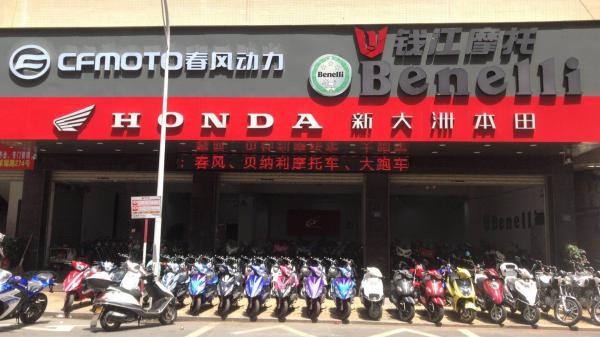 CFMOTO春风动力
钱江摩托
Benelli
Benelli
HONDA 新大洲本田
春风、贝纳利摩托车、大跑车
Benelli